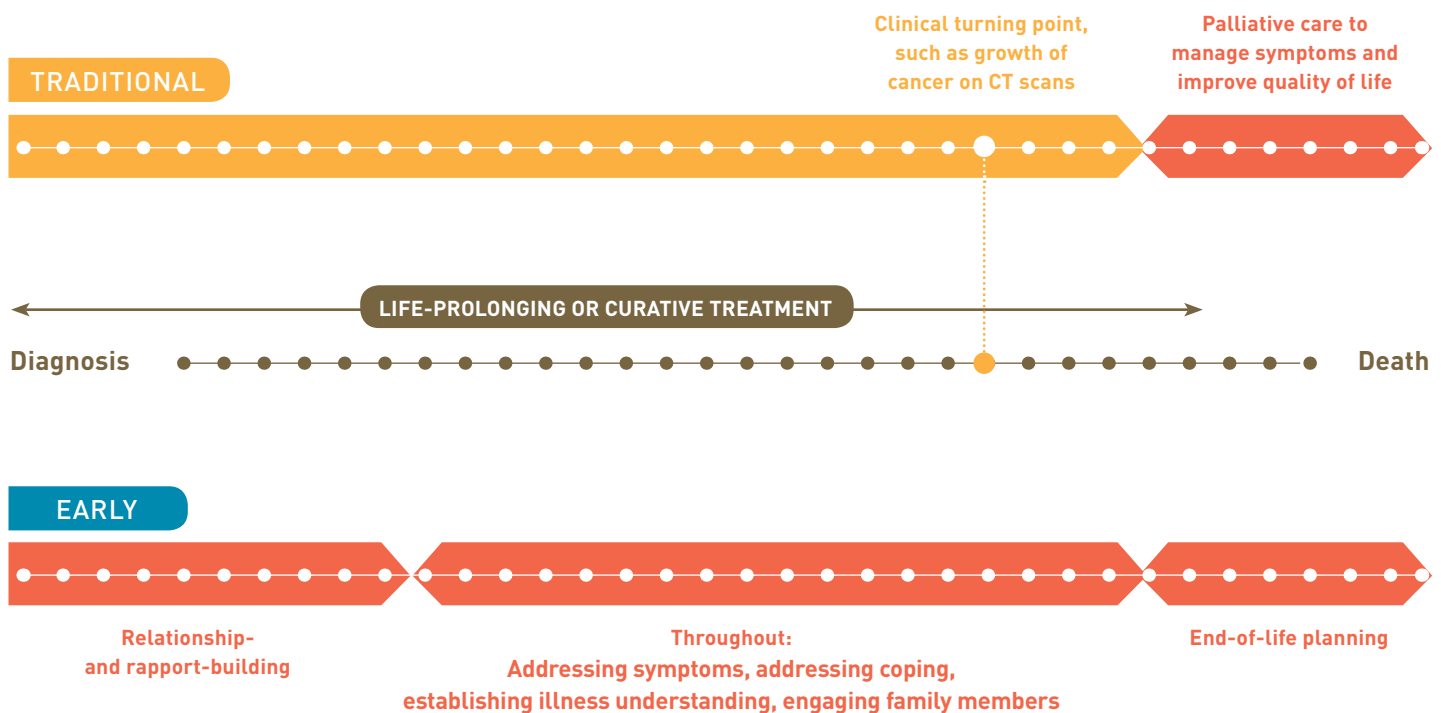 Clinical turning point,
such as growth of
cancer on CT scans
Palliative care to
manage symptoms and
improve quality of life
TRADITIONAL
LIFE-PROLONGING OR CURATIVE TREATMENT
Diagnosis
Death
EARLY
Relationship-
and rapport-building
Throughout:
Addressing symptoms, addressing coping,
establishing illness understanding, engaging family members
End-of-life planning